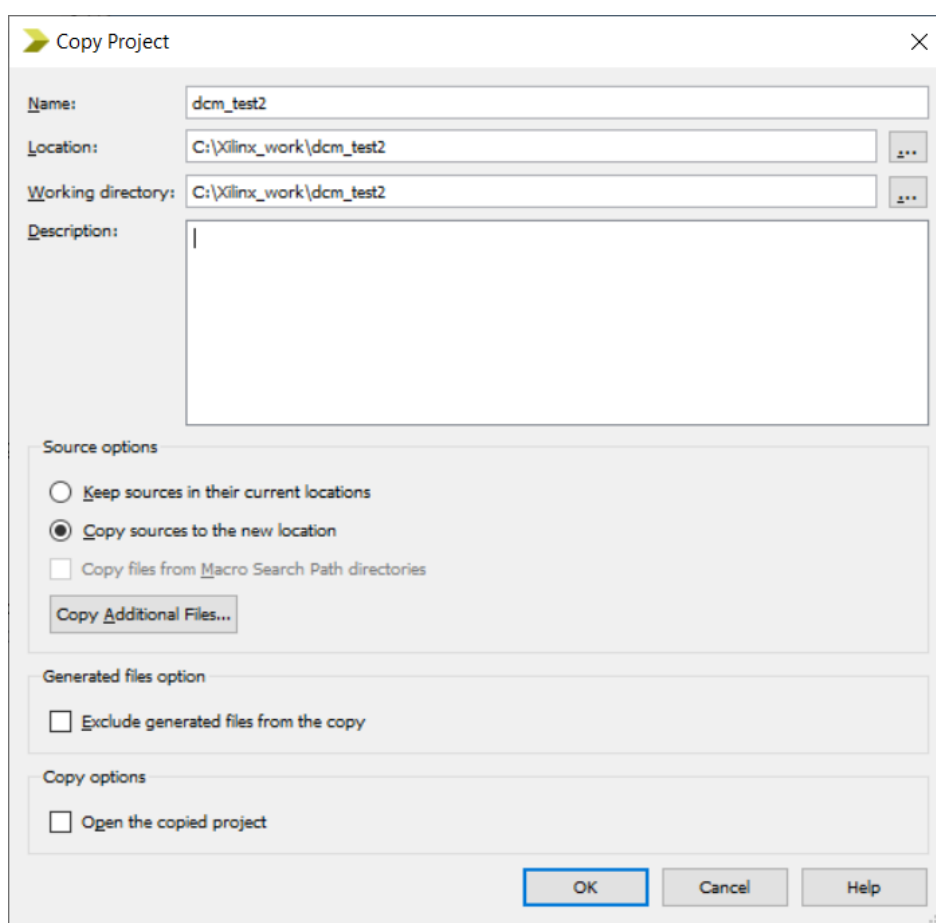 Copy Project
Name: dcm_test2
Location: C:\Xilinx_work\dcm_test2 ...
Working directory: C:\Xilinx_work\dcm_test2 ...
Description:
Source options
Keep sources in their current locations
Copy sources to the new location
Copy files from Macro Search Path directories
Copy Additional Files...
Generated files option
Exclude generated files from the copy
Copy options
Open the copied project
OK Cancel Help